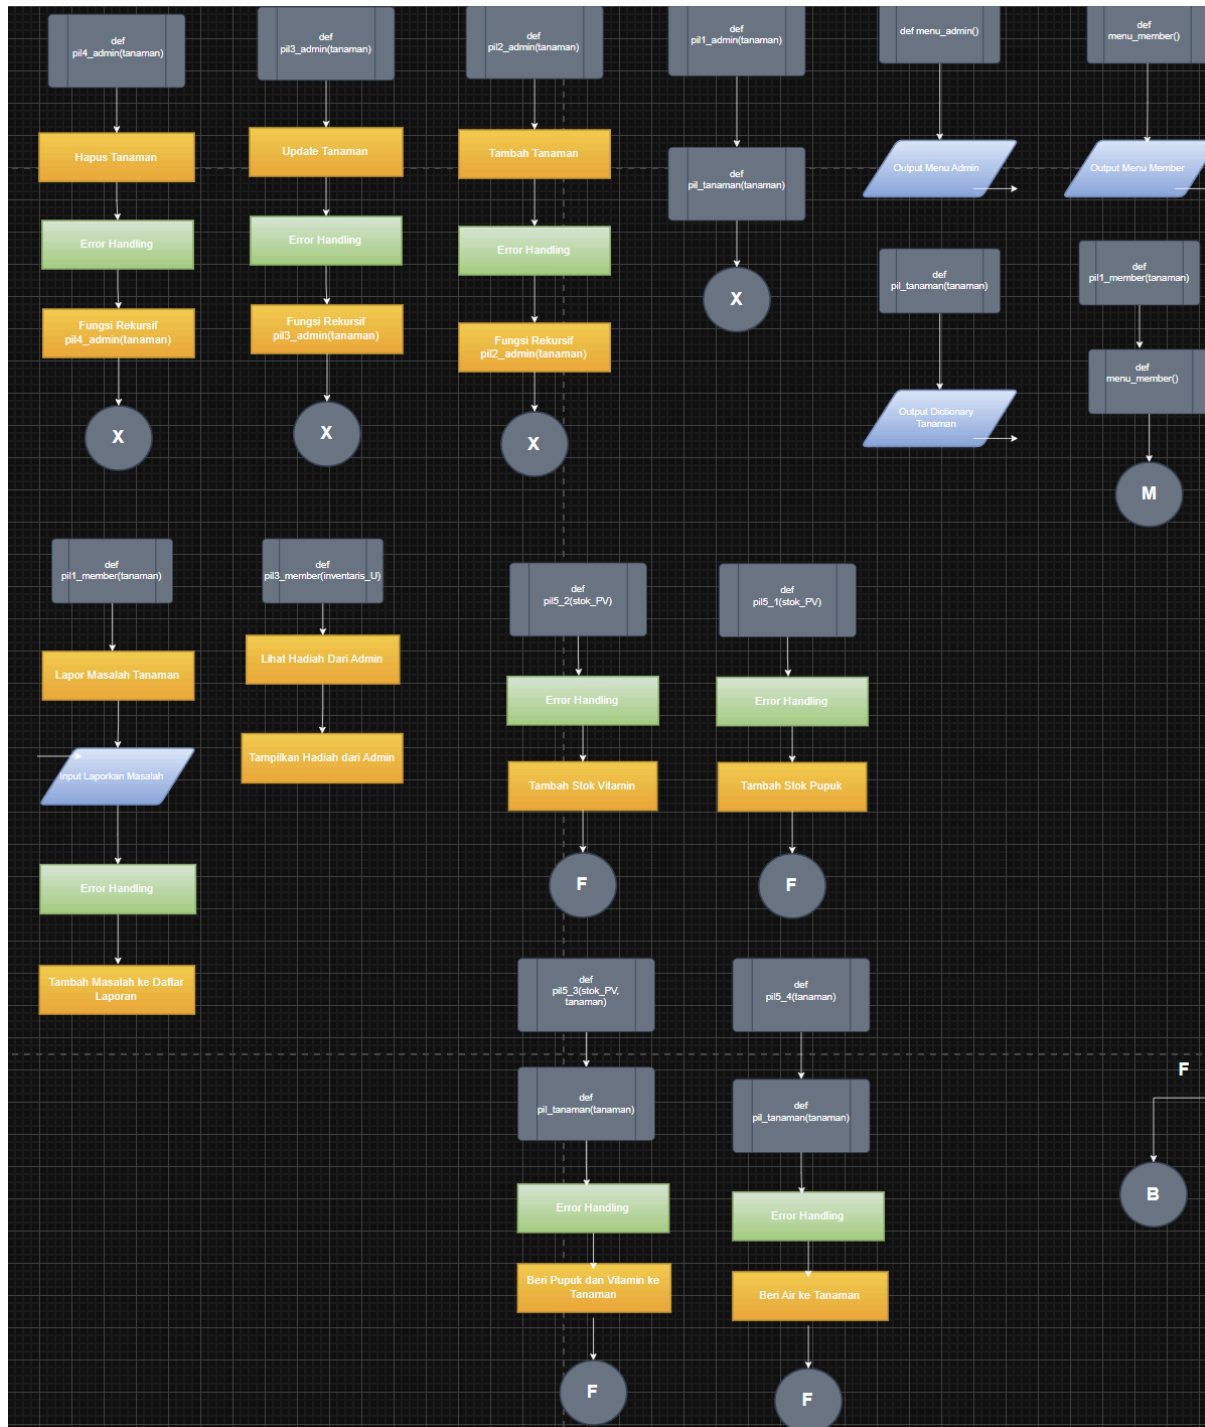 def
pil4_admin(tanaman)
Hapus Tanaman
Error Handling
Fungsi Rekursif
pil4_admin(tanaman)
X
def
pil3_admin(tanaman)
Update Tanaman
Error Handling
Fungsi Rekursif
pil3_admin(tanaman)
X
def
pil2_admin(tanaman)
Tambah Tanaman
Error Handling
Fungsi Rekursif
pil2_admin(tanaman)
X
def
pil1_admin(tanaman)
def
pil_tanaman(tanaman)
X
def menu_admin()
Output Menu Admin
def
pil_tanaman(tanaman)
Output Dictionary
Tanaman
def
menu_member()
Output Menu Member
def
pil1_member(tanaman)
def
menu_member()
M
def
pil1_member(tanaman)
Lapor Masalah Tanaman
Input Laporkan Masalah
Error Handling
Tambah Masalah ke Daftar
Laporan
def
pil3_member(inventaris_U)
Lihat Hadiah Dari Admin
Tampilkan Hadiah dari Admin
def
pil5_2(stok_PV)
Error Handling
Tambah Stok Vitamin
F
def
pil5_1(stok_PV)
Error Handling
Tambah Stok Pupuk
F
def
pil5_3(stok_PV,
tanaman)
def
pil_tanaman(tanaman)
Error Handling
Beri Pupuk dan Vitamin ke
Tanaman
F
def
pil5_4(tanaman)
def
pil_tanaman(tanaman)
Error Handling
Beri Air ke Tanaman
F
F
B